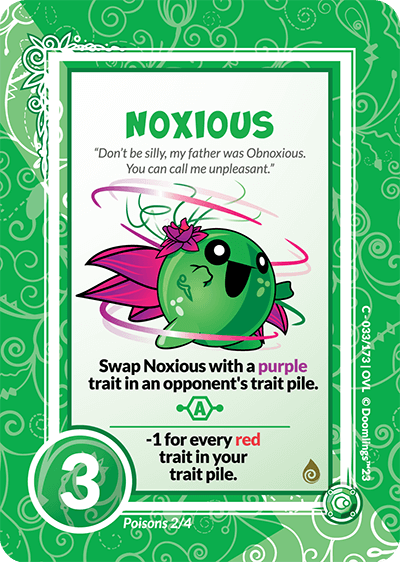 NOXIOUS
“Don’t be silly, my father was Obnoxious.
You can call me unpleasant.”
Swap Noxious with a purple
trait in an opponent's trait pile.
A
-1 for every red
trait in your
trait pile.
3
Poisons 2/4
C - 033/173 | OVL © Doomlings™ 23